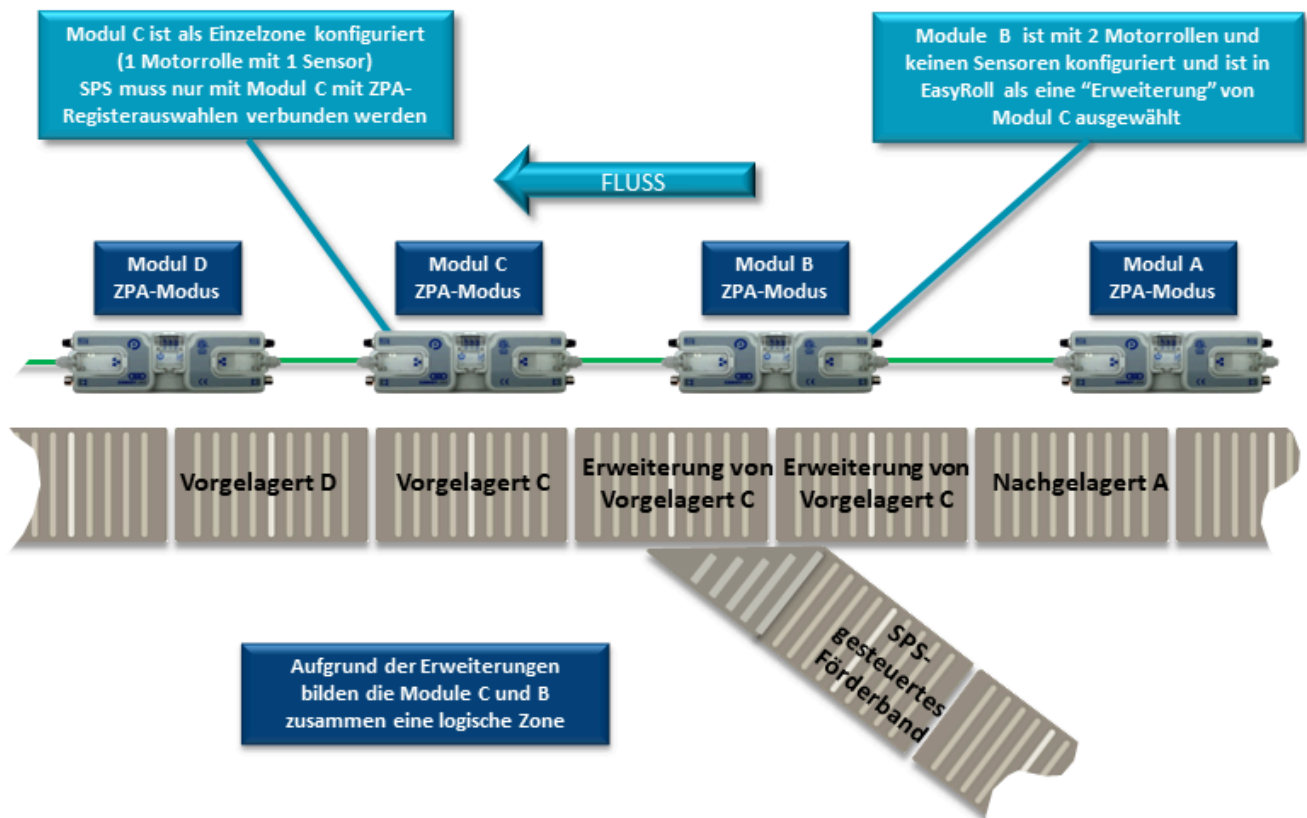 Modul C ist als Einzelzone konfiguriert
(1 Motorrolle mit 1 Sensor)
SPS muss nur mit Modul C mit ZPA-
Registerauswahlen verbunden werden
Module B ist mit 2 Motorrollen und
keinen Sensoren konfiguriert und ist in
EasyRoll als eine “Erweiterung” von
Modul C ausgewählt
FLUSS
Modul D
ZPA-Modus
Modul C
ZPA-Modus
Modul B
ZPA-Modus
Modul A
ZPA-Modus
Vorgelagert D
Vorgelagert C
Erweiterung von
Vorgelagert C
Erweiterung von
Vorgelagert C
Nachgelagert A
SPS-
gesteuertes
Förderband
Aufgrund der Erweiterungen
bilden die Module C und B
zusammen eine logische Zone